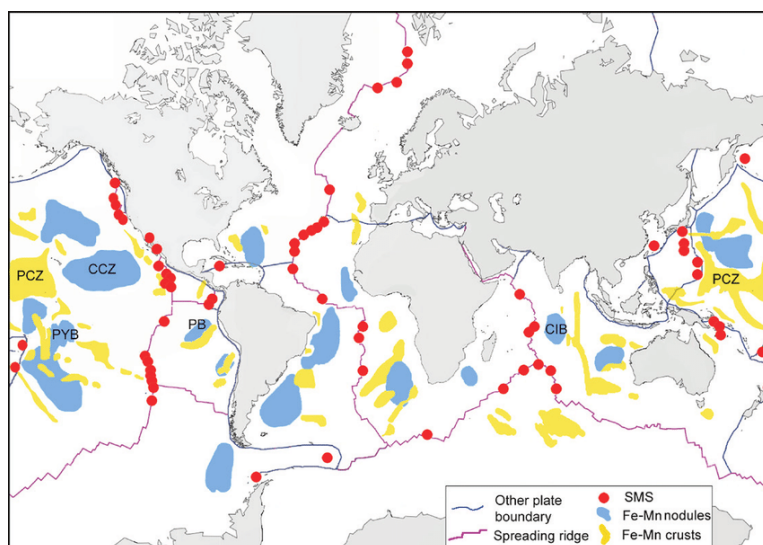 PCZ
CCZ
PYB
PB
CIB
PCZ
Other plate
boundary
Spreading ridge
SMS
Fe-Mn nodules
Fe-Mn crusts